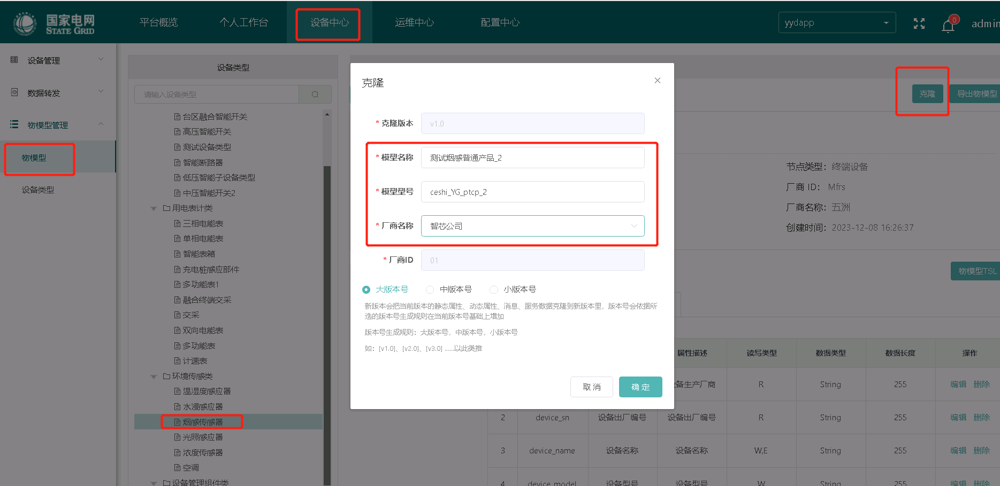 国家电网
STATE GRID
平台概览
个人工作台
设备中心
运维中心
配置中心
yydapp
0
admin
设备管理
数据转发
物模型管理
物模型
设备类型
设备类型
请输入设备类型
台区融合智能开关
高压智能开关
测试设备类型
智能断路器
低压智能子设备类型
中压智能开关2
用电表计类
三相电能表
单相电能表
智能表箱
充电桩感应部件
多功能表1
融合终端交采
交采
双向电能表
多功能表
计速表
环境传感类
温湿度感应器
水浸感应器
烟感传感器
光照感应器
浓度传感器
空调
设备管理组件类
克隆
导出物模型
节点类型：终端设备
厂商 ID： Mfrs
厂商名称：五洲
创建时间：2023-12-08 16:26:37
物模型TSL
克隆
* 克隆版本 v1.0
* 模型名称 测试烟感普通产品_2
* 模型型号 ceshi_YG_ptcp_2
* 厂商名称 智芯公司
* 厂商ID 01
大版本号 中版本号 小版本号
新版本会把当前版本的静态属性、动态属性、消息、服务数据克隆到新版本里，版本号会依据所
选的版本号生成规则在当前版本号基础上增加
版本号生成规则：大版本号，中版本号，小版本号
如：[v1.0]、[v2.0]、[v3.0] ......以此类推
取消 确定
属性描述 读写类型 数据类型 数据长度 操作
备生产厂商 R String 255 编辑 删除
2 device_sn 设备出厂编号 设备出厂编号 R String 255 编辑 删除
3 device_name 设备名称 设备名称 W,E String 255 编辑 删除
4 device_model 设备型号 设备型号 W String 255 编辑 删除